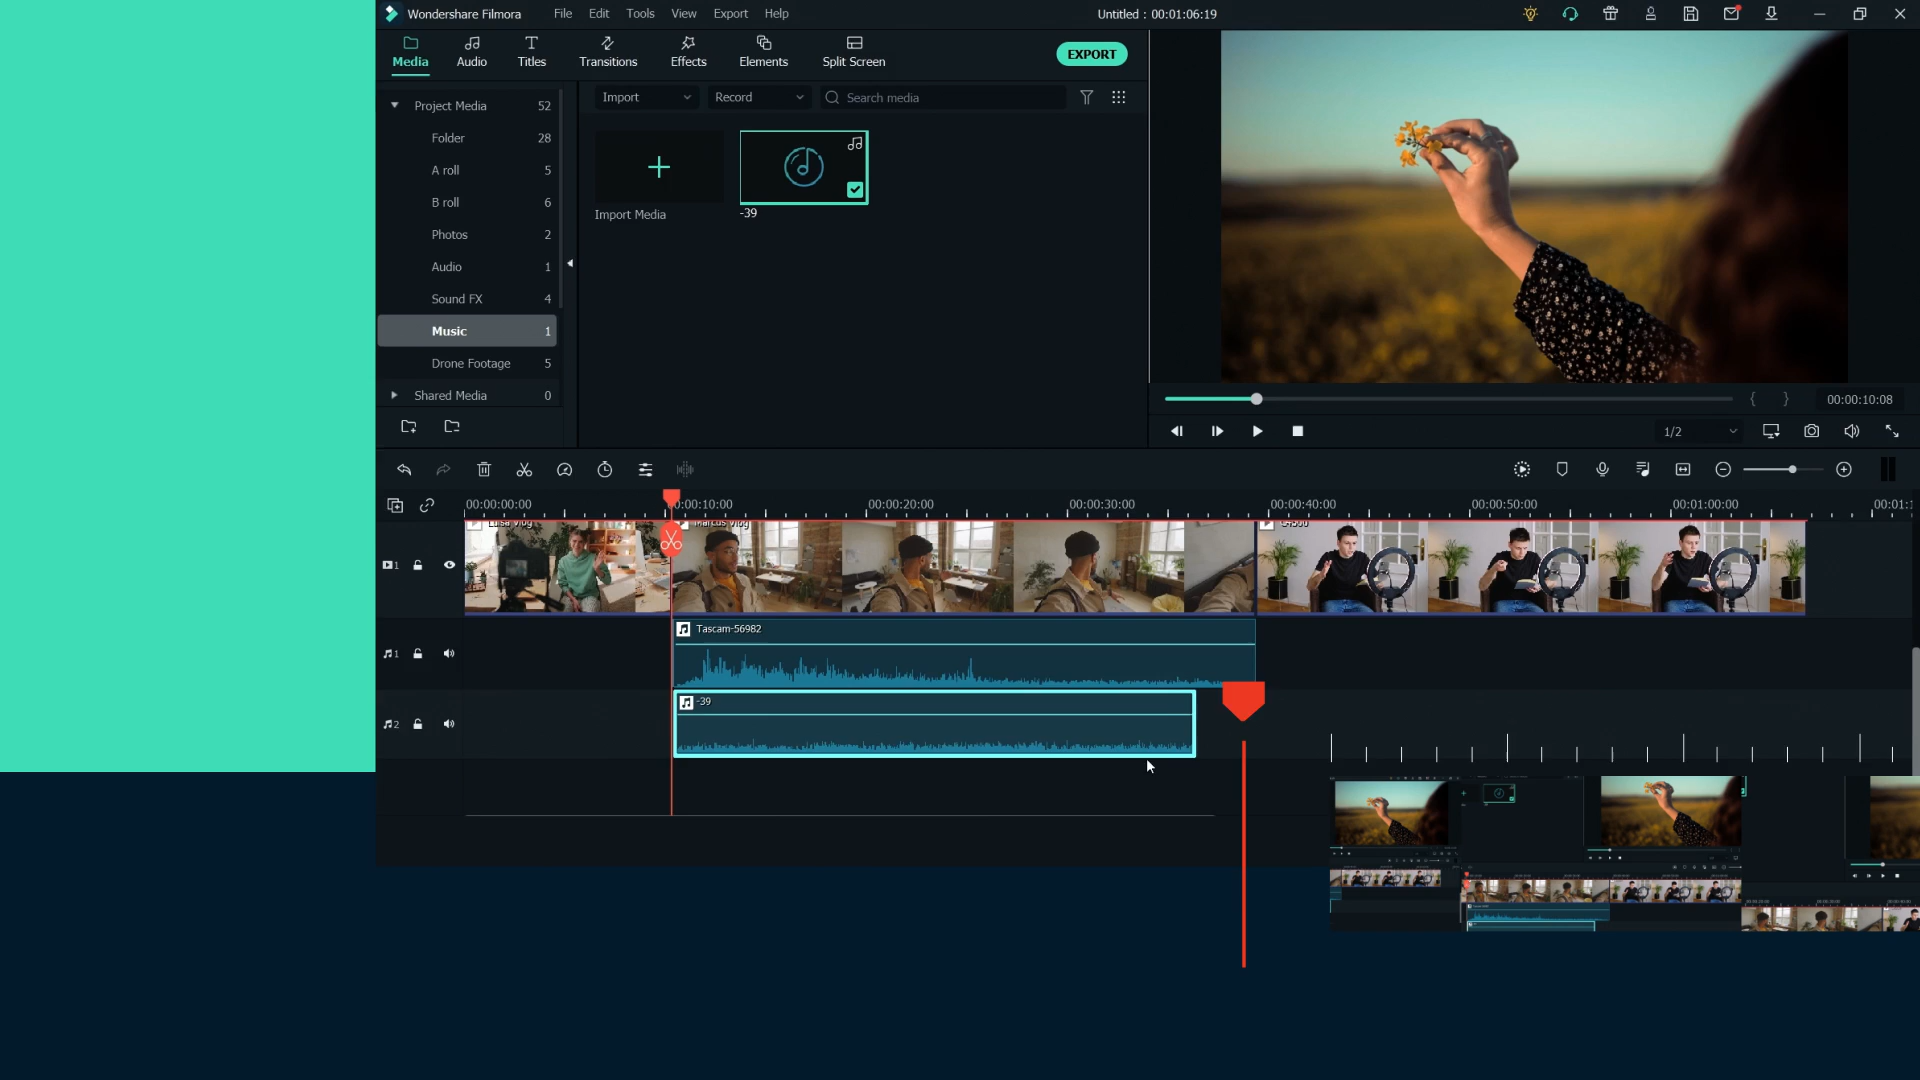 Wondershare Filmora File Edit Tools View Export Help Untitled : 00:01:06:19
Media Audio Titles Transitions Effects Elements Split Screen EXPORT
Project Media 52
Folder 28
A roll 5
B roll 6
Photos 2
Audio 1
Sound FX 4
Music 1
Drone Footage 5
Shared Media 0
Import Record Search media
Import Media -39
00:00:10:08
1/2
00:00:00:00 0:00:10:00 00:00:20:00 00:00:30:00 00:00:40:00 00:00:50:00 00:01:00:00 00:01:1
Luisa Vlog Marcus Vlog
1
1 Tascam-56982
2 -39